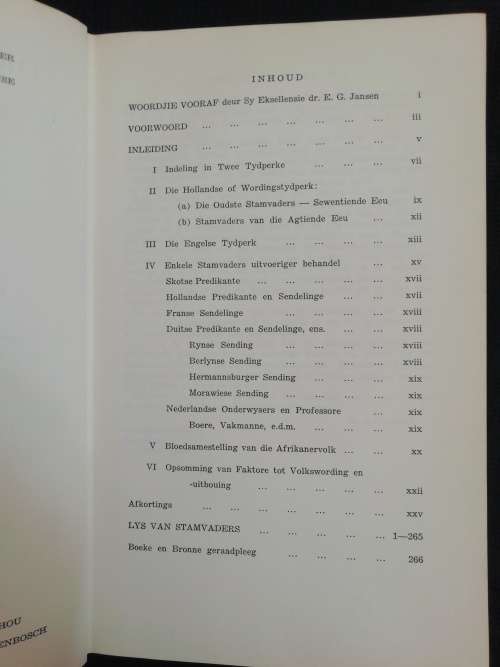 INHOUD
WOORDJIE VOORAF deur Sy Eksellensie dr. E. G. Jansen i
VOORWOORD ... ... ... ... ... ... ... iii
INLEIDING ... ... ... ... ... ... ... v
I Indeling in Twee Tydperke ... ... ... vii
II Die Hollandse of Wordingstydperk:
(a) Die Oudste Stamvaders — Sewentiende Eeu ix
(b) Stamvaders van die Agtiende Eeu ... xii
III Die Engelse Tydperk ... ... ... ... xiii
IV Enkele Stamvaders uitvoeriger behandel ... xv
Skotse Predikante ... ... ... ... ... xvii
Hollandse Predikante en Sendelinge ... ... xvii
Franse Sendelinge ... ... ... ... xviii
Duitse Predikante en Sendelinge, ens. ... ... xviii
Rynse Sending ... ... ... ... xviii
Berlynse Sending ... ... ... ... xviii
Hermannsburger Sending ... ... ... xix
Morawiese Sending ... ... ... ... xix
Nederlandse Onderwysers en Professore ... xix
Boere, Vakmanne, e.d.m. ... ... ... xix
V Bloedsamestelling van die Afrikanervolk ... ... xx
VI Opsomming van Faktore tot Volkswording en
-uithouing ... ... ... ... ... xxii
Afkortings ... ... ... ... ... ... ... xxv
LYS VAN STAMVADERS ... ... ... ... ... 1—265
Boeke en Bronne geraadpleeg ... ... ... ... 266
HOU
ENBOSCH